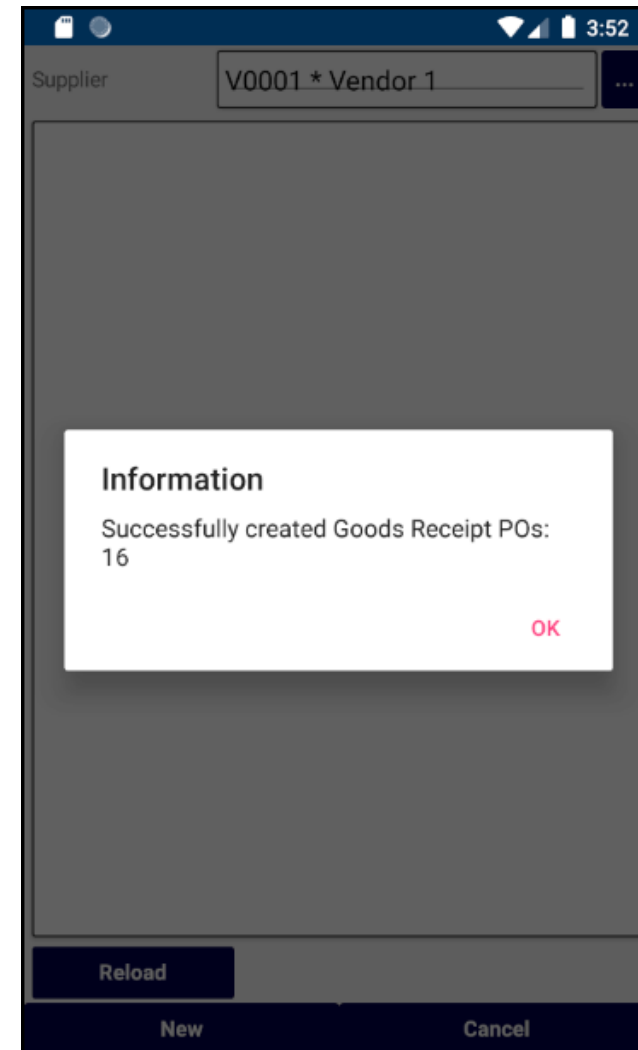 3:52
Supplier
V0001 * Vendor 1
...
Information
Successfully created Goods Receipt POs:
16
OK
Reload
New
Cancel